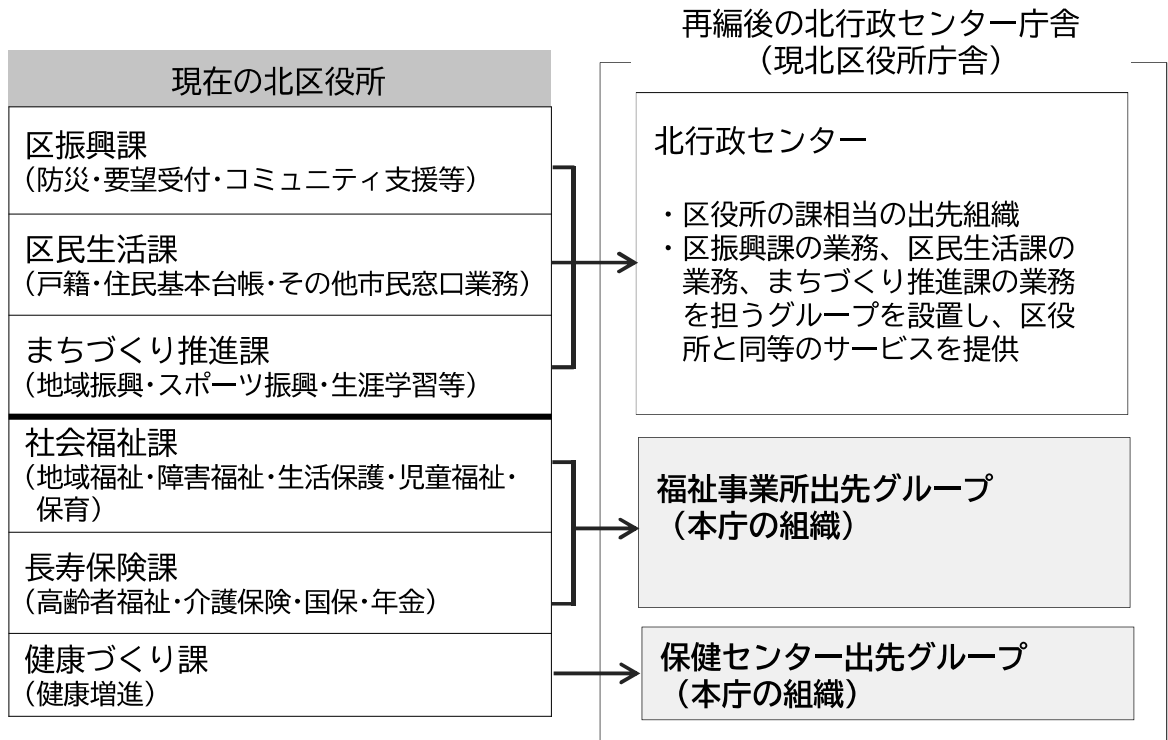 現在の北区役所
区振興課
（防災・要望受付・コミュニティ支援等）
区民生活課
（戸籍・住民基本台帳・その他市民窓口業務）
まちづくり推進課
（地域振興・スポーツ振興・生涯学習等）
社会福祉課
（地域福祉・障害福祉・生活保護・児童福祉・
保育）
長寿保険課
（高齢者福祉・介護保険・国保・年金）
健康づくり課
（健康増進）
再編後の北行政センター庁舎
（現北区役所庁舎）
北行政センター
・区役所の課相当の出先組織
・区振興課の業務、区民生活課の
業務、まちづくり推進課の業務
を担うグループを設置し、区役
所と同等のサービスを提供
福祉事業所出先グループ
（本庁の組織）
保健センター出先グループ
（本庁の組織）